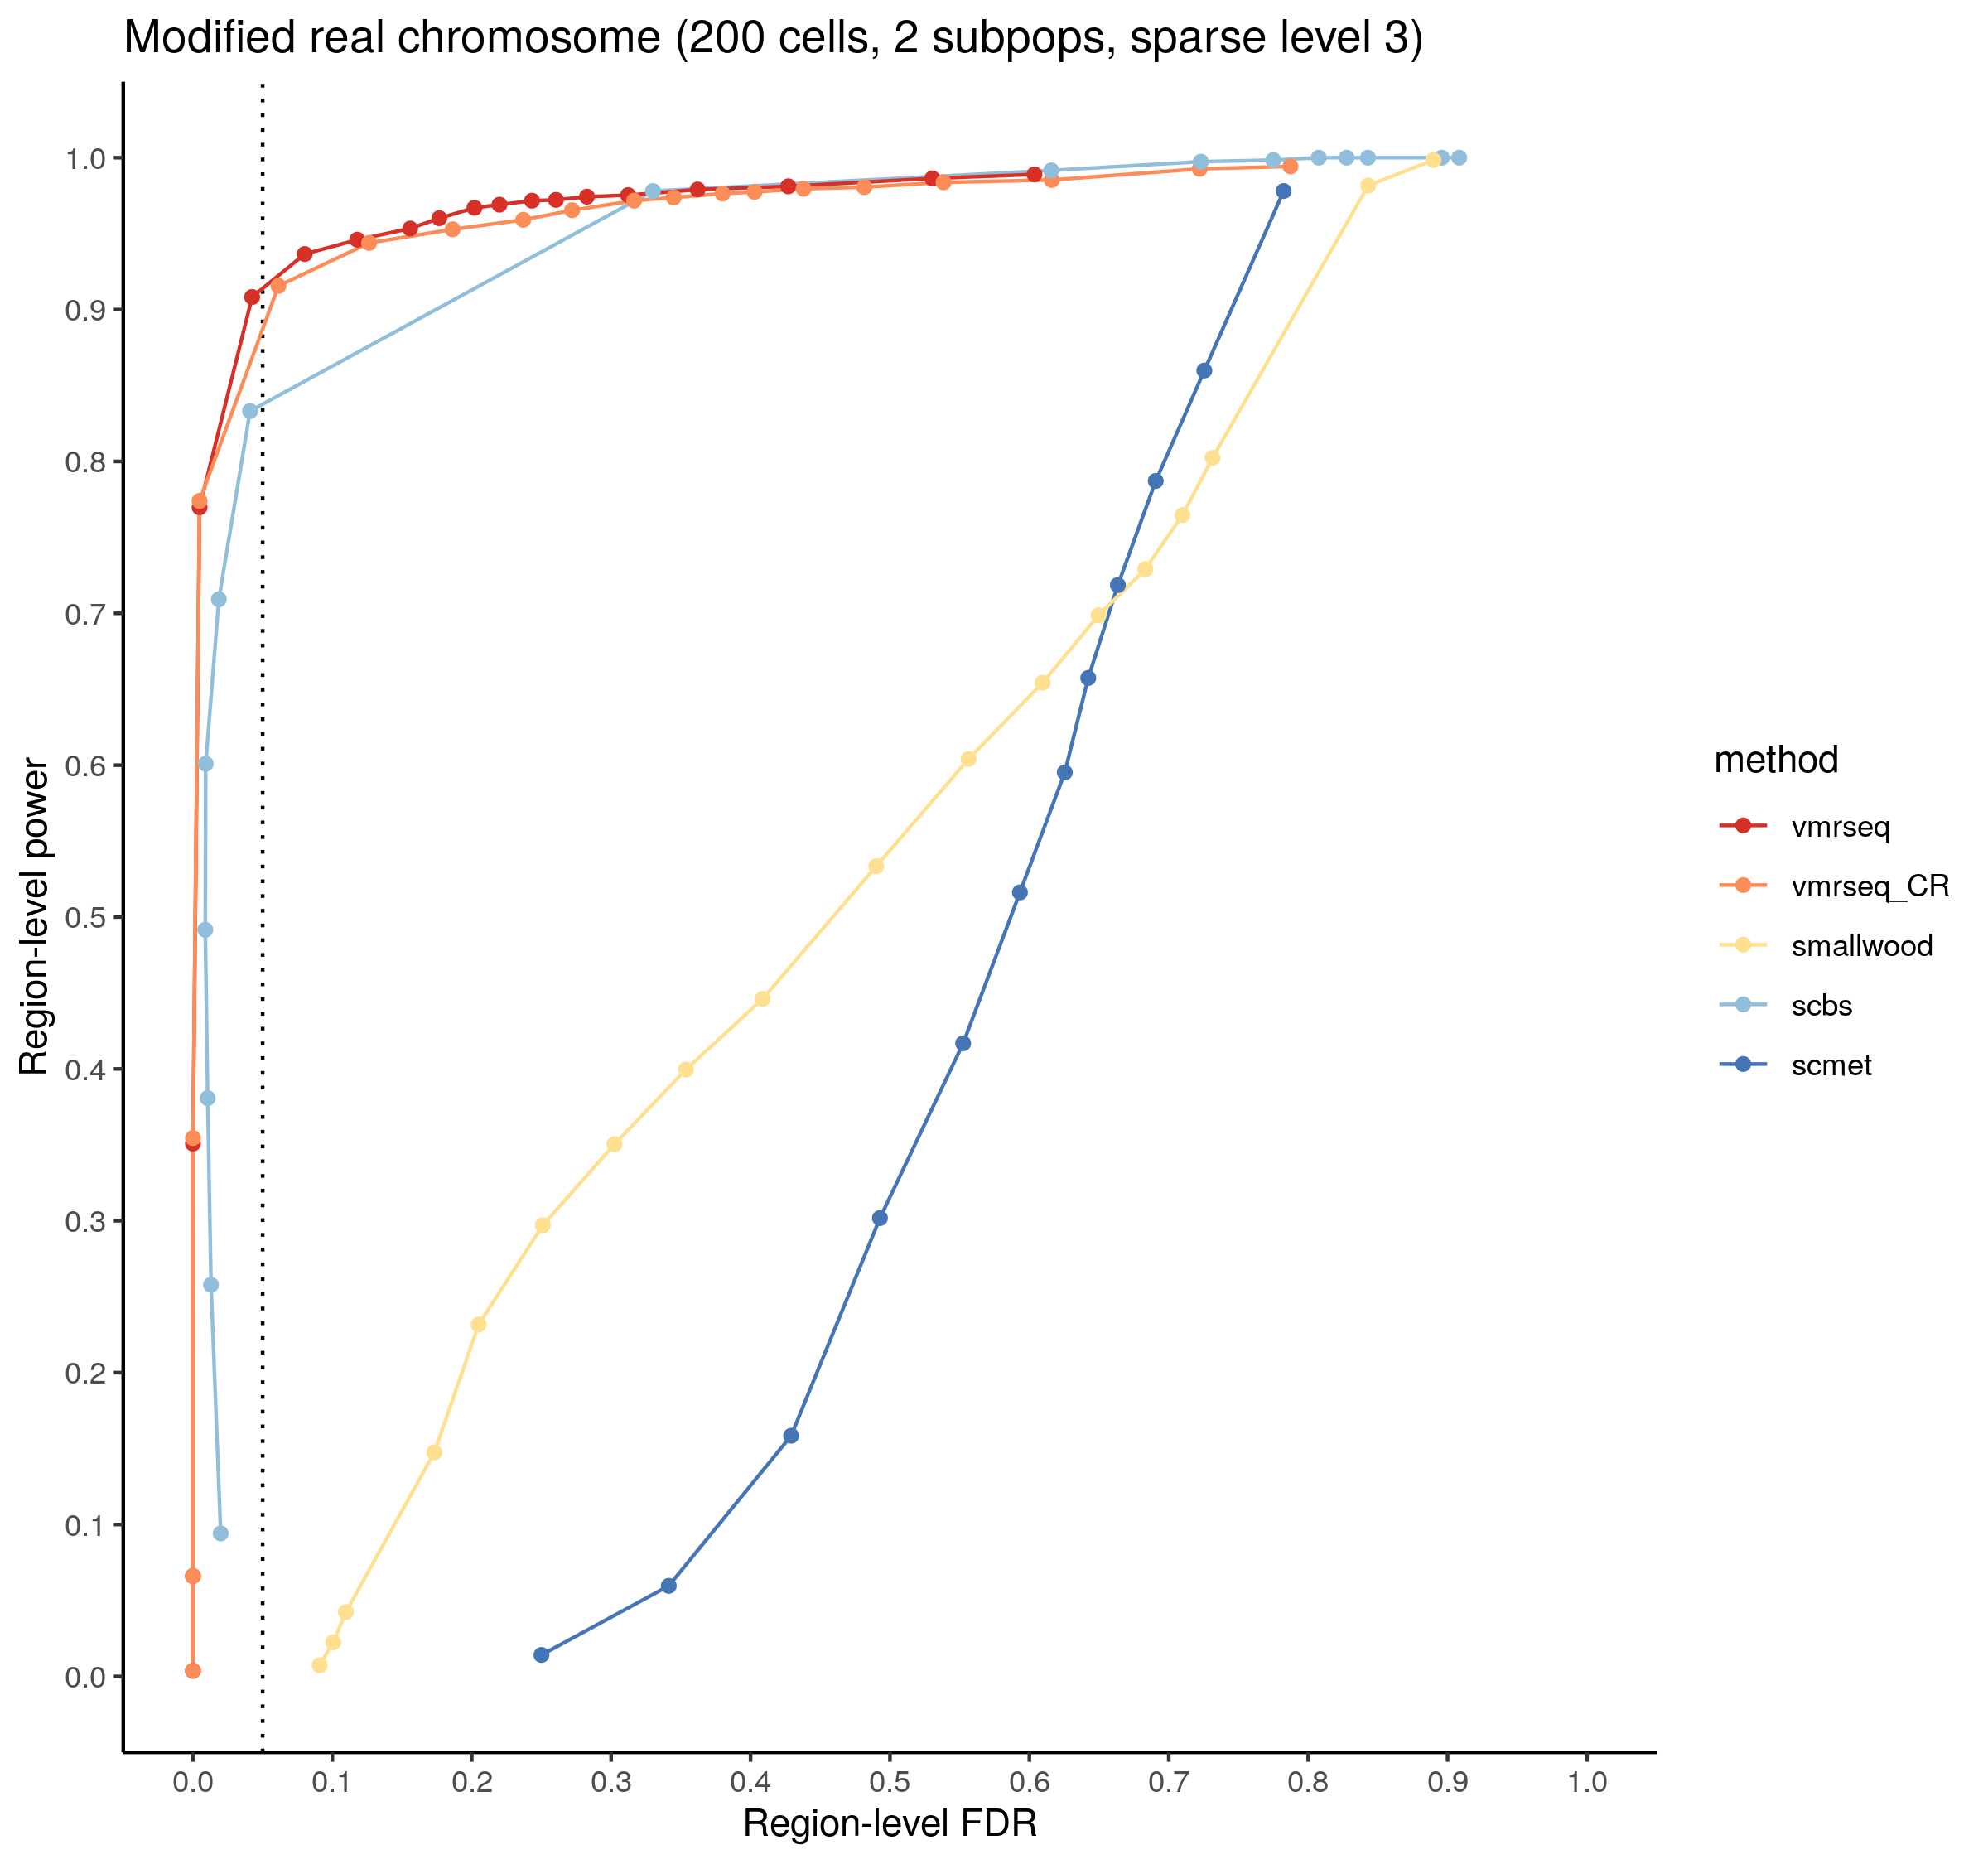 Modified real chromosome (200 cells, 2 subpops, sparse level 3)
Region-level power
1.0
0.9
0.8
0.7
0.6
0.5
0.4
0.3
0.2
0.1
0.0
0.0 0.1 0.2 0.3 0.4 0.5 0.6 0.7 0.8 0.9 1.0
Region-level FDR
method
vmrseq
vmrseq_CR
smallwood
scbs
scmet